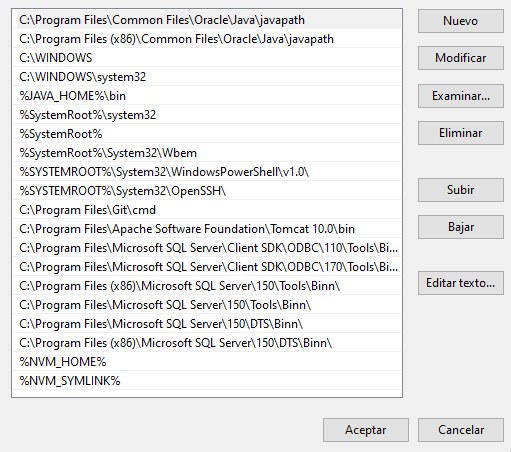 C:\Program Files\Common Files\Oracle\Java\javapath
C:\Program Files (x86)\Common Files\Oracle\Java\javapath
C:\WINDOWS
C:\WINDOWS\system32
%JAVA_HOME%\bin
%SystemRoot%\system32
%SystemRoot%
%SystemRoot%\System32\Wbem
%SYSTEMROOT%\System32\WindowsPowerShell\v1.0\
%SYSTEMROOT%\System32\OpenSSH\
C:\Program Files\Git\cmd
C:\Program Files\Apache Software Foundation\Tomcat 10.0\bin
C:\Program Files\Microsoft SQL Server\Client SDK\ODBC\110\Tools\Bi...
C:\Program Files\Microsoft SQL Server\Client SDK\ODBC\170\Tools\Bi...
C:\Program Files (x86)\Microsoft SQL Server\150\Tools\Binn\
C:\Program Files\Microsoft SQL Server\150\Tools\Binn\
C:\Program Files\Microsoft SQL Server\150\DTS\Binn\
C:\Program Files (x86)\Microsoft SQL Server\150\DTS\Binn\
%NVM_HOME%
%NVM_SYMLINK%
Nuevo
Modificar
Examinar...
Eliminar
Subir
Bajar
Editar texto...
Aceptar
Cancelar